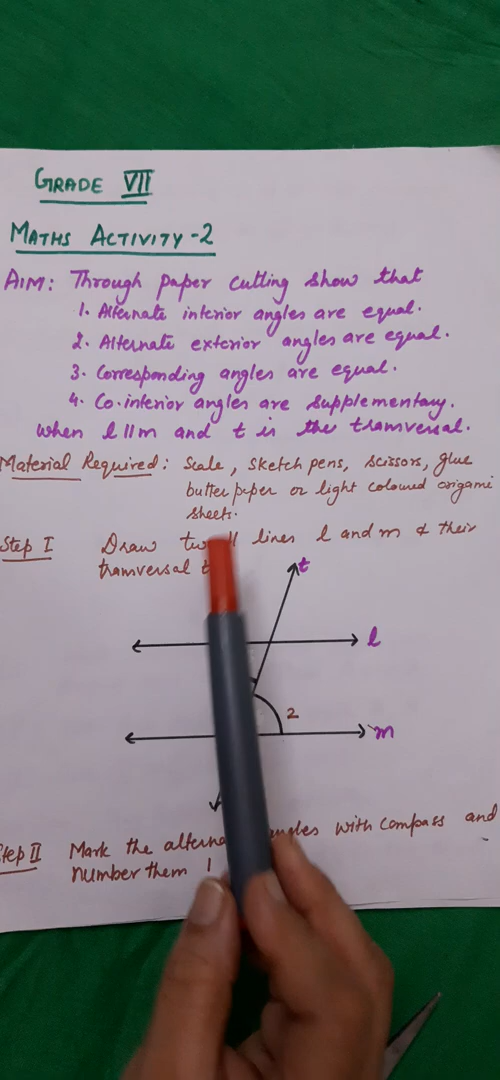 GRADE VII
MATHS ACTIVITY-2
AIM: Through paper cutting show that
1. Alternate interior angles are equal.
2. Alternate exterior angles are equal.
3. Corresponding angles are equal.
4. Co.interior angles are supplementary.
when l || m and t is the transversal.
Material Required: Scale, Sketch pens, scissors, glue
butter paper or light coloured origami
sheets.
Step I Draw two || lines l and m & their
transversal t
t
l
2
m
Step II Mark the angles with compass and
number them 1